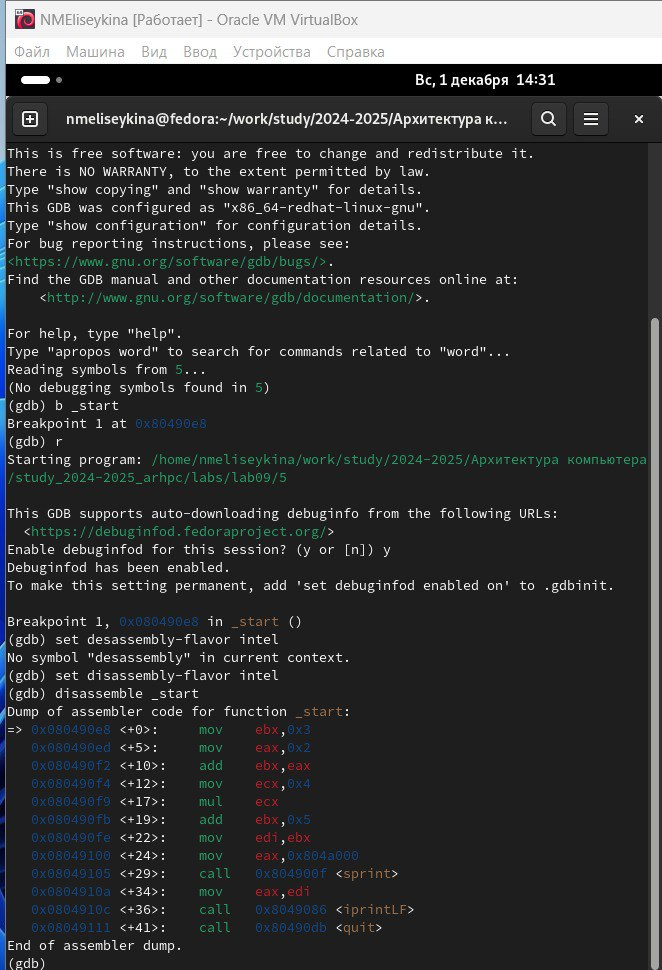 NMEliseykina [Работает] - Oracle VM VirtualBox
Файл Машина Вид Ввод Устройства Справка
Вс, 1 декабря 14:31
nmeliseykina@fedora:~/work/study/2024-2025/Архитектура к...
This is free software: you are free to change and redistribute it.
There is NO WARRANTY, to the extent permitted by law.
Type "show copying" and "show warranty" for details.
This GDB was configured as "x86_64-redhat-linux-gnu".
Type "show configuration" for configuration details.
For bug reporting instructions, please see:
<https://www.gnu.org/software/gdb/bugs/>.
Find the GDB manual and other documentation resources online at:
    <http://www.gnu.org/software/gdb/documentation/>.
For help, type "help".
Type "apropos word" to search for commands related to "word"...
Reading symbols from 5...
(No debugging symbols found in 5)
(gdb) b _start
Breakpoint 1 at 0x80490e8
(gdb) r
Starting program: /home/nmeliseykina/work/study/2024-2025/Архитектура компьютера
/study_2024-2025_arhpc/labs/lab09/5
This GDB supports auto-downloading debuginfo from the following URLs:
  <https://debuginfod.fedoraproject.org/>
Enable debuginfod for this session? (y or [n]) y
Debuginfod has been enabled.
To make this setting permanent, add 'set debuginfod enabled on' to .gdbinit.
Breakpoint 1, 0x080490e8 in _start ()
(gdb) set desassembly-flavor intel
No symbol "desassembly" in current context.
(gdb) set disassembly-flavor intel
(gdb) disassemble _start
Dump of assembler code for function _start:
=> 0x080490e8 <+0>:     mov    ebx,0x3
   0x080490ed <+5>:     mov    eax,0x2
   0x080490f2 <+10>:    add    ebx,eax
   0x080490f4 <+12>:    mov    ecx,0x4
   0x080490f9 <+17>:    mul    ecx
   0x080490fb <+19>:    add    ebx,0x5
   0x080490fe <+22>:    mov    edi,ebx
   0x08049100 <+24>:    mov    eax,0x804a000
   0x08049105 <+29>:    call   0x804900f <sprint>
   0x0804910a <+34>:    mov    eax,edi
   0x0804910c <+36>:    call   0x8049086 <iprintLF>
   0x08049111 <+41>:    call   0x80490db <quit>
End of assembler dump.
(gdb)